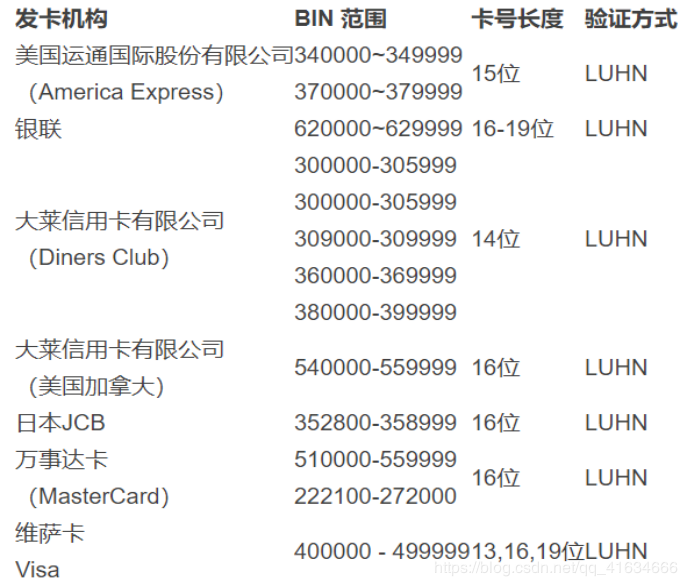 发卡机构 BIN 范围 卡号长度 验证方式
美国运通国际股份有限公司 340000~349999
（America Express） 370000~379999 15位 LUHN
银联 620000~629999 16-19位 LUHN
300000-305999
300000-305999
大莱信用卡有限公司
309000-309999 14位 LUHN
（Diners Club）
360000-369999
380000-399999
大莱信用卡有限公司
540000-559999 16位 LUHN
（美国加拿大）
日本JCB 352800-358999 16位 LUHN
万事达卡 510000-559999
16位 LUHN
（MasterCard） 222100-272000
维萨卡
400000 - 499999 13,16,19位 LUHN
Visa
https://blog.csdn.net/qq_41634666